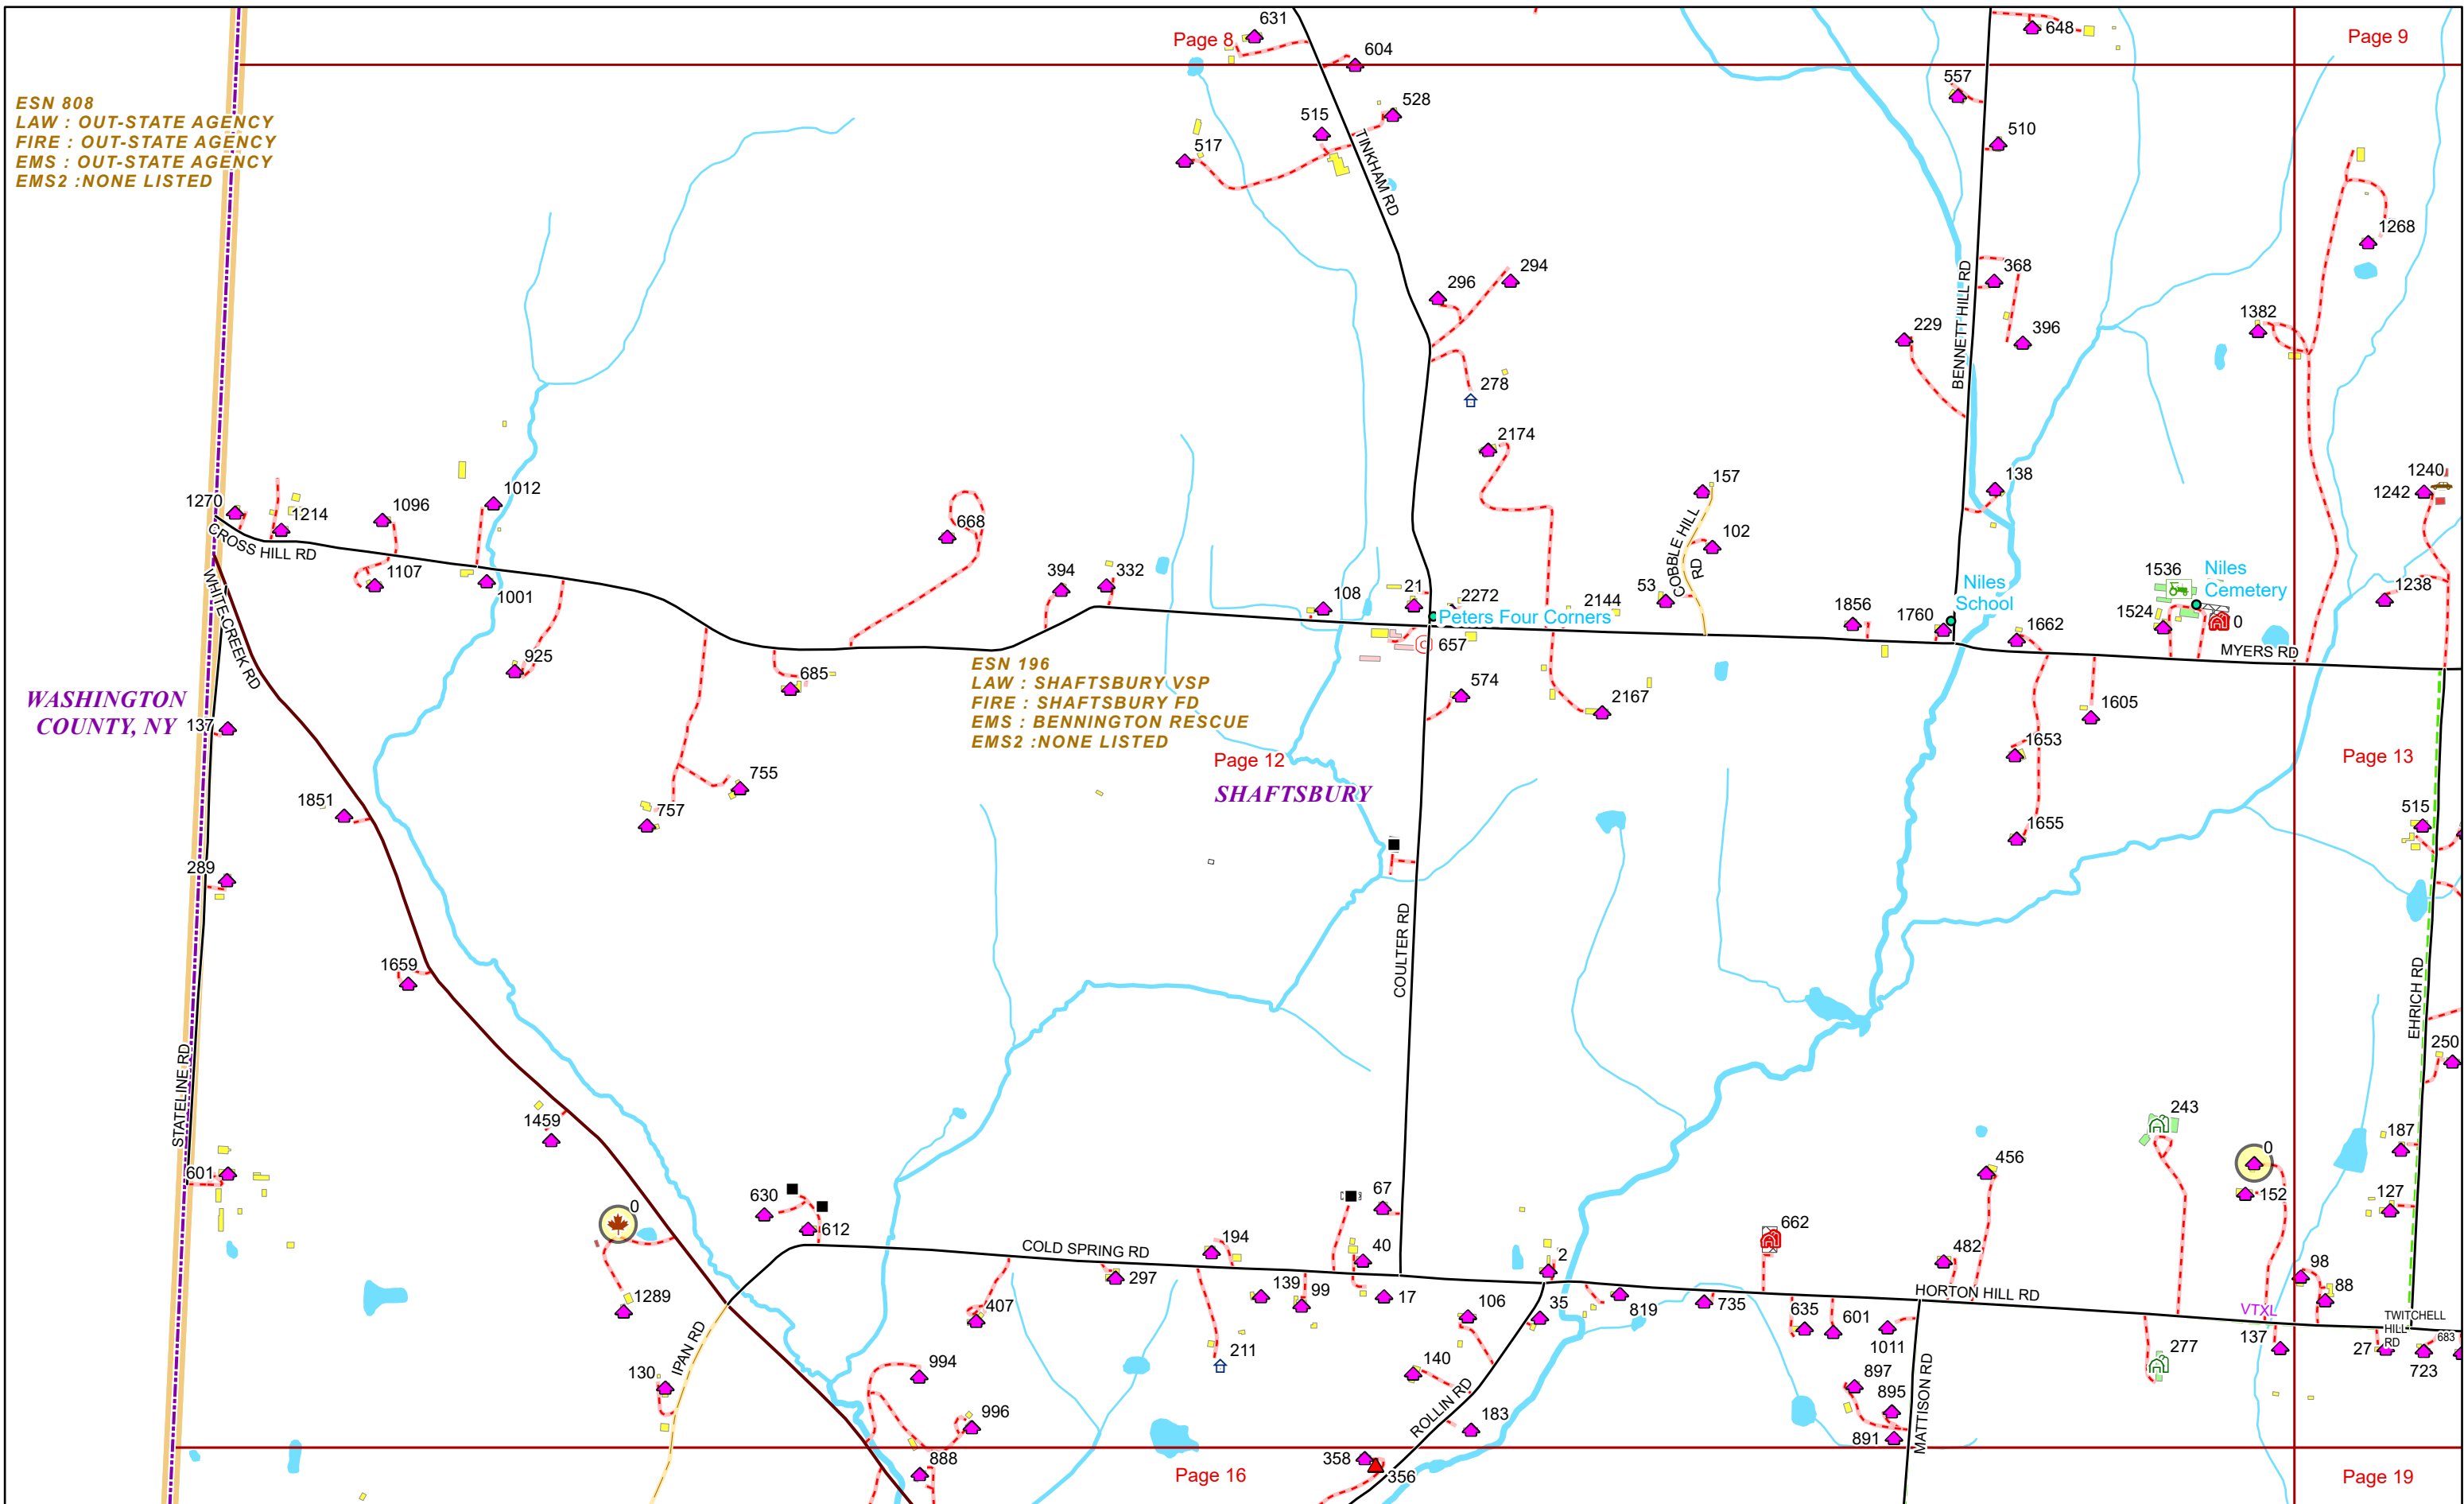 631
Page 8
604
648
Page 9
557
ESN 808
LAW : OUT-STATE AGENCY
FIRE : OUT-STATE AGENCY
EMS : OUT-STATE AGENCY
EMS2 :NONE LISTED
528
515
517
510
TINKHAM RD
1268
BENNETT HILL RD
368
294
296
1382
229
396
278
2174
157
138
1240
1242
1270
1214
1096
1012
668
COBBLE HILL
RD
102
CROSS HILL RD
1107
1001
394
332
108
21
2272
2144
53
1856
1760
Niles
School
1536
Niles
Cemetery
1524
0
1238
Peters Four Corners
1662
MYERS RD
WHITE CREEK RD
925
685
657
ESN 196
LAW : SHAFTSBURY VSP
FIRE : SHAFTSBURY FD
EMS : BENNINGTON RESCUE
EMS2 :NONE LISTED
574
2167
1605
WASHINGTON
COUNTY, NY
137
1653
Page 12
Page 13
755
SHAFTSBURY
757
1851
515
1655
289
COULTER RD
1659
EHRICH RD
STATELINE RD
250
1459
243
187
0
456
601
152
127
0
630
612
67
662
194
COLD SPRING RD
40
2
482
98
297
88
1289
407
139
99
17
106
35
819
735
635
601
HORTON HILL RD
1011
VTXL
TWITCHELL
HILL
RD
137
27
683
723
211
277
IPAN RD
130
994
140
897
895
MATTISON RD
ROLLIN RD
996
183
891
888
358
356
Page 16
Page 19